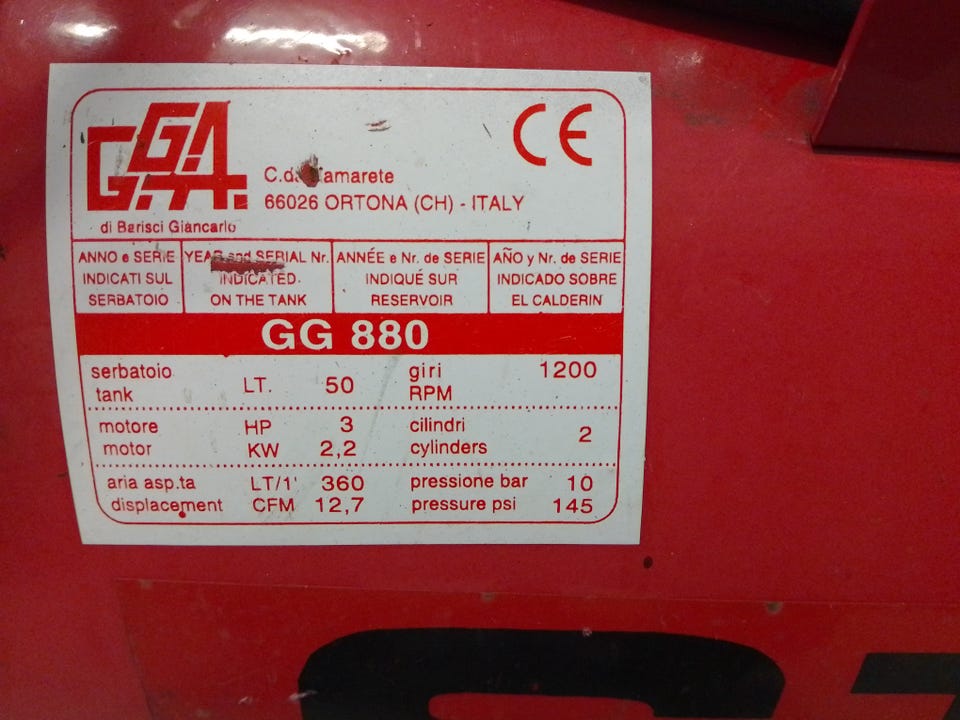 GGA
di Barisci Giancarlo
C.da Tamarete
66026 ORTONA (CH) - ITALY
CE
ANNO e SERIE
INDICATI SUL
SERBATOIO
YEAR and SERIAL Nr.
INDICATED
ON THE TANK
ANNÉE e Nr. de SERIE
INDIQUÉ SUR
RESERVOIR
AÑO y Nr. de SERIE
INDICADO SOBRE
EL CALDERIN
GG 880
serbatoio
tank LT. 50
giri 1200
RPM
motore HP 3
motor KW 2,2
cilindri
cylinders 2
aria asp.ta LT/1' 360
displacement CFM 12,7
pressione bar 10
pressure psi 145